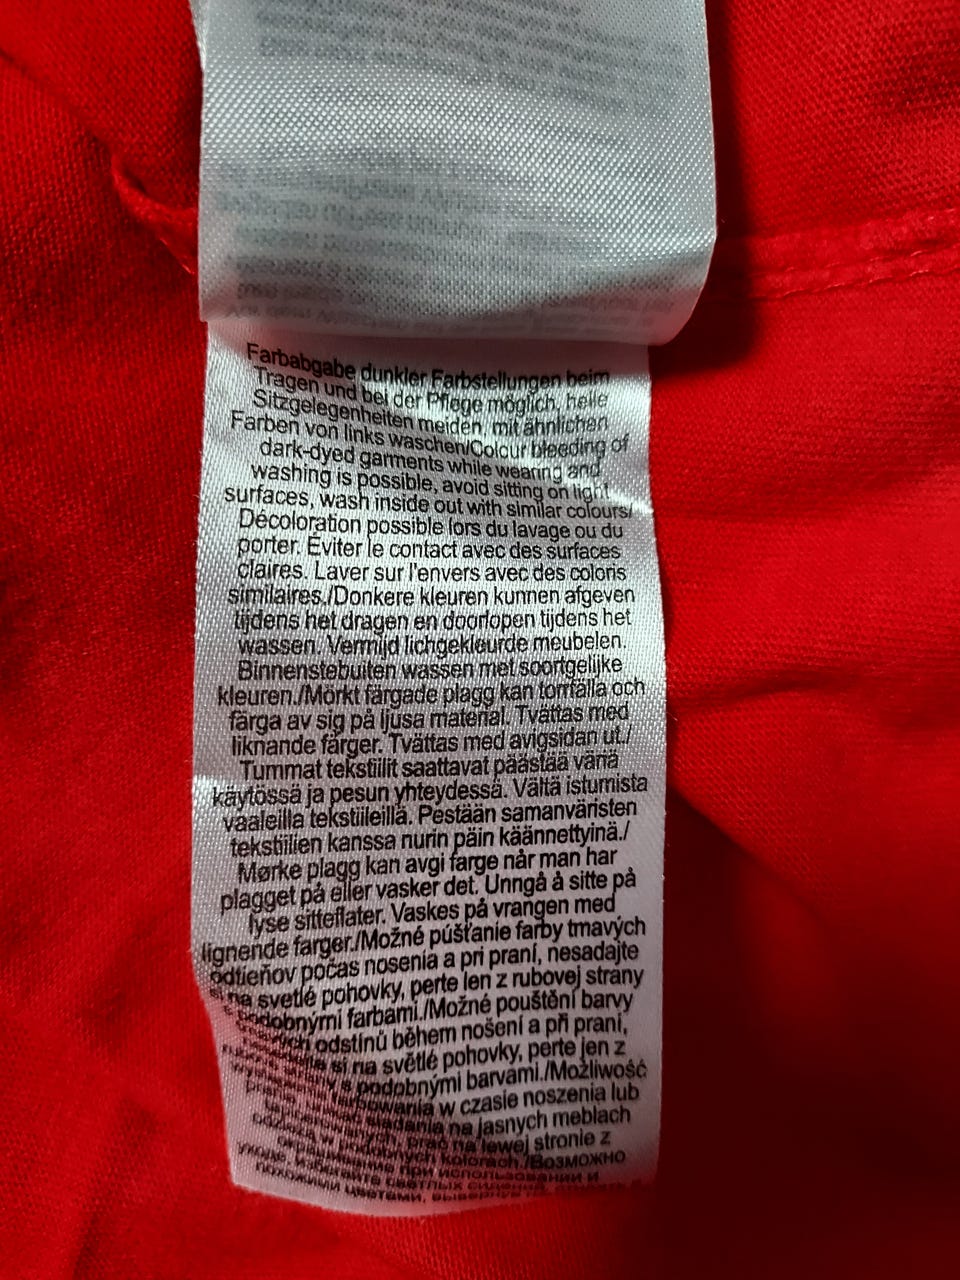 Farbabgabe dunkler Farbstellungen beim
Tragen und bei der Pflege möglich, helle
Sitzgelegenheiten meiden, mit ähnlichen
Farben von links waschen/Colour bleeding of
dark-dyed garments while wearing and
washing is possible, avoid sitting on light
surfaces, wash inside out with similar colours/
Décoloration possible lors du lavage ou du
porter. Éviter le contact avec des surfaces
claires. Laver sur l'envers avec des coloris
similaires./Donkere kleuren kunnen afgeven
tijdens het dragen en doorlopen tijdens het
wassen. Vermijd lichgekleurde meubelen.
Binnenstebuiten wassen met soortgelijke
kleuren./Mörkt färgade plagg kan torrfälla och
färga av sig på ljusa material. Tvättas med
liknande färger. Tvättas med avigsidan ut./
Tummat tekstiilit saattavat päästää väriä
käytössä ja pesun yhteydessä. Vältä istumista
vaaleilla tekstiileillä. Pestään samanväristen
tekstiilien kanssa nurin päin käännettyinä./
Mørke plagg kan avgi farge når man har
plagget på eller vasker det. Unngå å sitte på
lyse sitteflater. Vaskes på vrangen med
lignende farger./Možné púšťanie farby tmavých
odtieňov počas nosenia a pri praní, nesadajte
si na svetlé pohovky, perte len z rubovej strany
s podobnými farbami./Možné pouštění barvy
tmavých odstínů během nošení a při praní,
si na světlé pohovky, perte jen z
s podobnými barvami./Możliwość
farbowania w czasie noszenia lub
siadania na jasnych meblach
prać na lewej stronie z
w podobnych kolorach./Возможно
окрашивание при использовании и
избегайте светлых
похожими цветами,